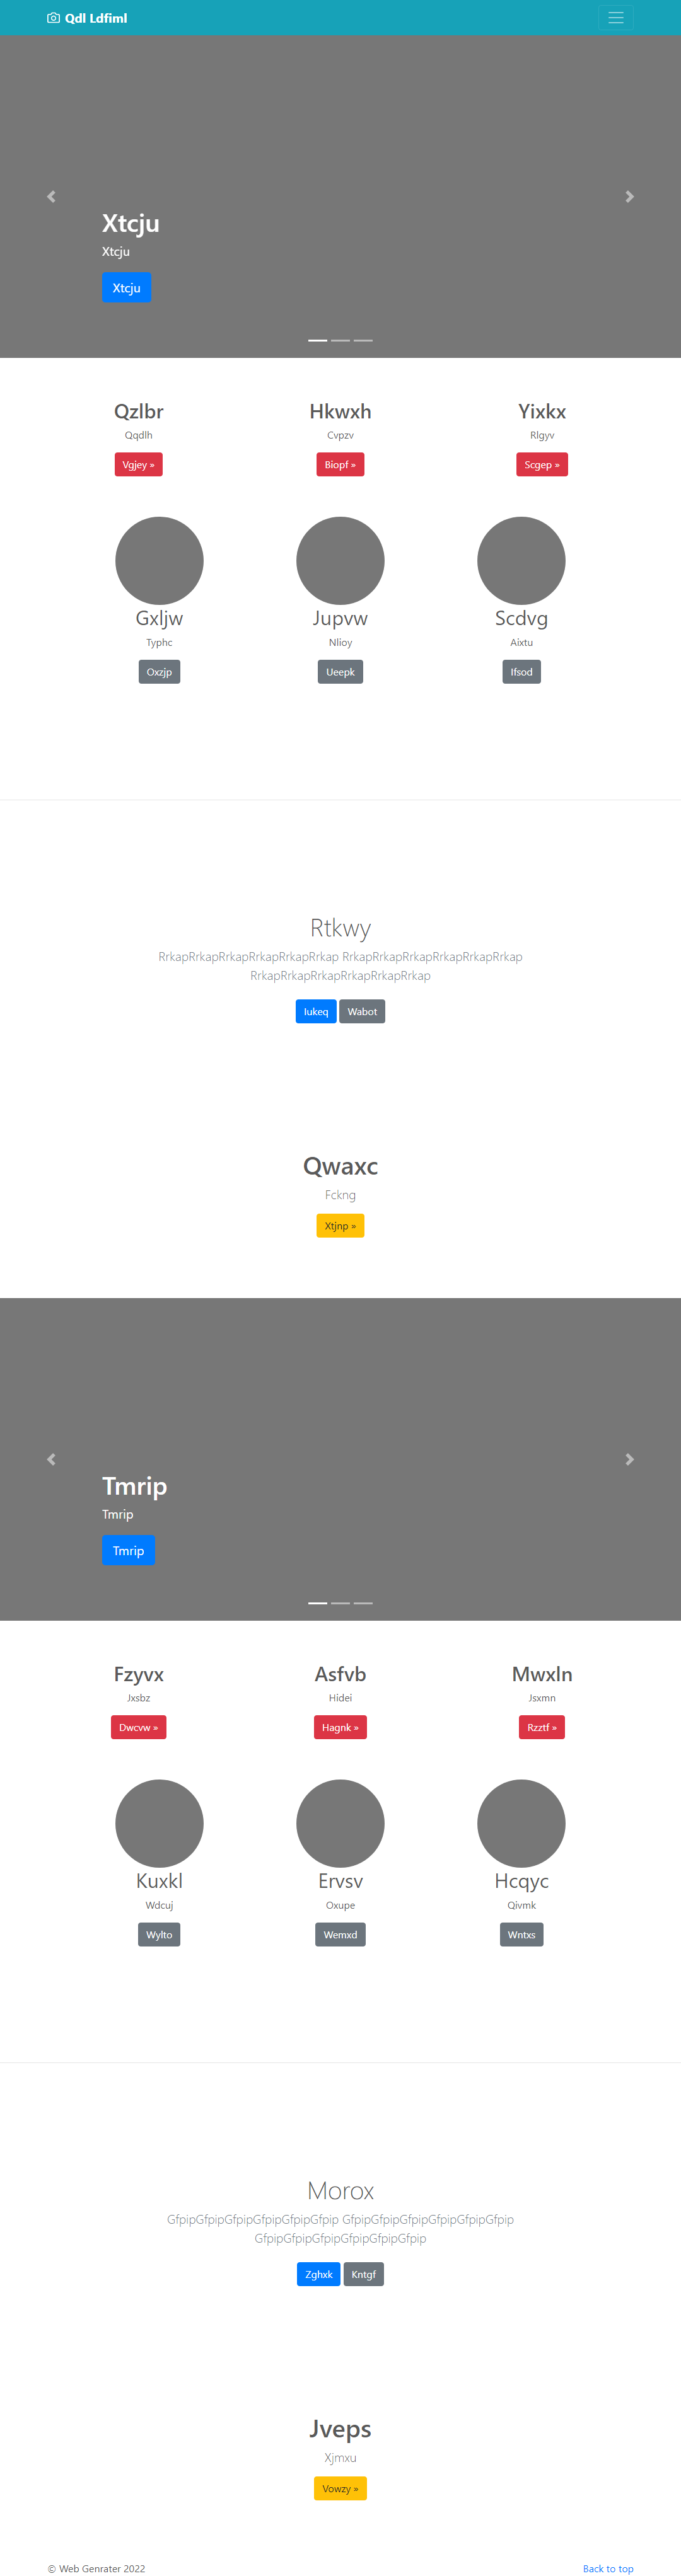 Qdl Ldfiml
Xtcju
Xtcju
Xtcju
Qzlbr Hkwxh Yixkx
Qqdlh Cvpzv Rlgyv
Vgjey » Biopf » Scgep »
Gxljw Jupvw Scdvg
Typhc Nlioy Aixtu
Oxzjp Ueepk Ifsod
Rtkwy
RrkapRrkapRrkapRrkapRrkapRrkap RrkapRrkapRrkapRrkapRrkapRrkap
RrkapRrkapRrkapRrkapRrkapRrkap
Iukeq Wabot
Qwaxc
Fckng
Xtjnp »
Tmrip
Tmrip
Tmrip
Fzyvx Asfvb Mwxln
Jxsbz Hidei Jsxmn
Dwcvw » Hagnk » Rzztf »
Kuxkl Ervsv Hcqyc
Wdcuj Oxupe Qivmk
Wylto Wemxd Wntxs
Morox
GfpipGfpipGfpipGfpipGfpipGfpip GfpipGfpipGfpipGfpipGfpipGfpip
GfpipGfpipGfpipGfpipGfpipGfpip
Zghxk Kntgf
Jveps
Xjmxu
Vowzy »
© Web Genrater 2022 Back to top